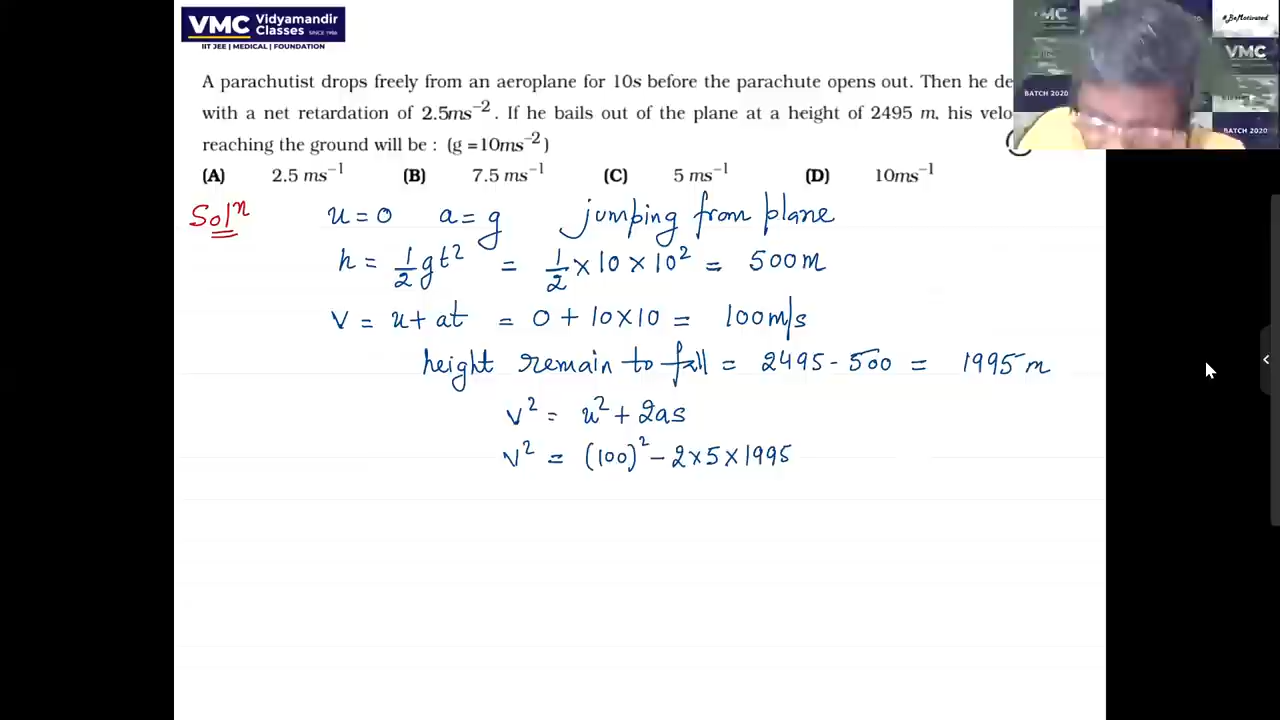 VMC Vidyamandir Classes SINCE 1986
IIT JEE | MEDICAL | FOUNDATION
VMC
#BeMotivated
VMC
BATCH 2020
BATCH 2020
A parachutist drops freely from an aeroplane for 10s before the parachute opens out. Then he de
with a net retardation of 2.5ms⁻². If he bails out of the plane at a height of 2495 m, his velo
reaching the ground will be : (g =10ms⁻²)
(A) 2.5 ms⁻¹ (B) 7.5 ms⁻¹ (C) 5 ms⁻¹ (D) 10ms⁻¹
Solⁿ u = 0 a = g jumping from plane
h = 1/2 gt² = 1/2 × 10 × 10² = 500m
v = u + at = 0 + 10×10 = 100m/s
height remain to fall = 2495 - 500 = 1995 m
v² = u² + 2as
v² = (100)² - 2×5×1995